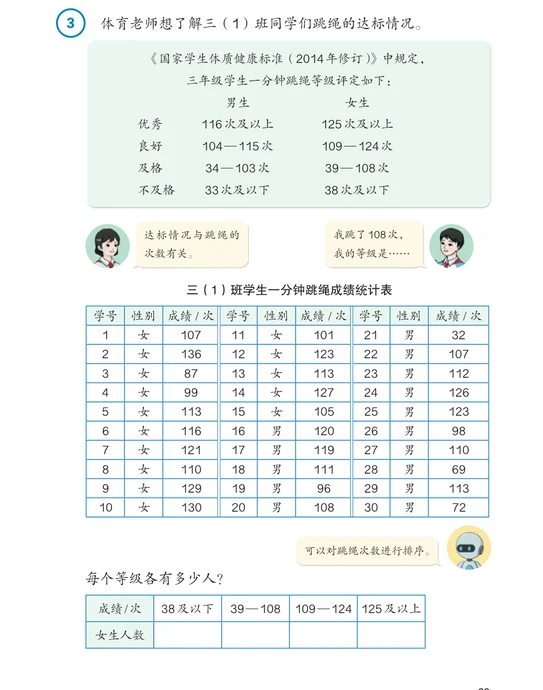 3 体育老师想了解三（1）班同学们跳绳的达标情况。
《国家学生体质健康标准（2014年修订）》中规定，
三年级学生一分钟跳绳等级评定如下：
男生 女生
优秀 116次及以上 125次及以上
良好 104—115次 109—124次
及格 34—103次 39—108次
不及格 33次及以下 38次及以下
达标情况与跳绳的
次数有关。
我跳了108次，
我的等级是……
三（1）班学生一分钟跳绳成绩统计表
学号 性别 成绩/次 学号 性别 成绩/次 学号 性别 成绩/次
1 女 107 11 女 101 21 男 32
2 女 136 12 女 123 22 男 107
3 女 87 13 女 113 23 男 112
4 女 99 14 女 127 24 男 126
5 女 113 15 女 105 25 男 123
6 女 116 16 男 120 26 男 98
7 女 121 17 男 119 27 男 110
8 女 110 18 男 111 28 男 69
9 女 129 19 男 96 29 男 113
10 女 130 20 男 108 30 男 72
可以对跳绳次数进行排序。
每个等级各有多少人？
成绩/次 38及以下 39—108 109—124 125及以上
女生人数